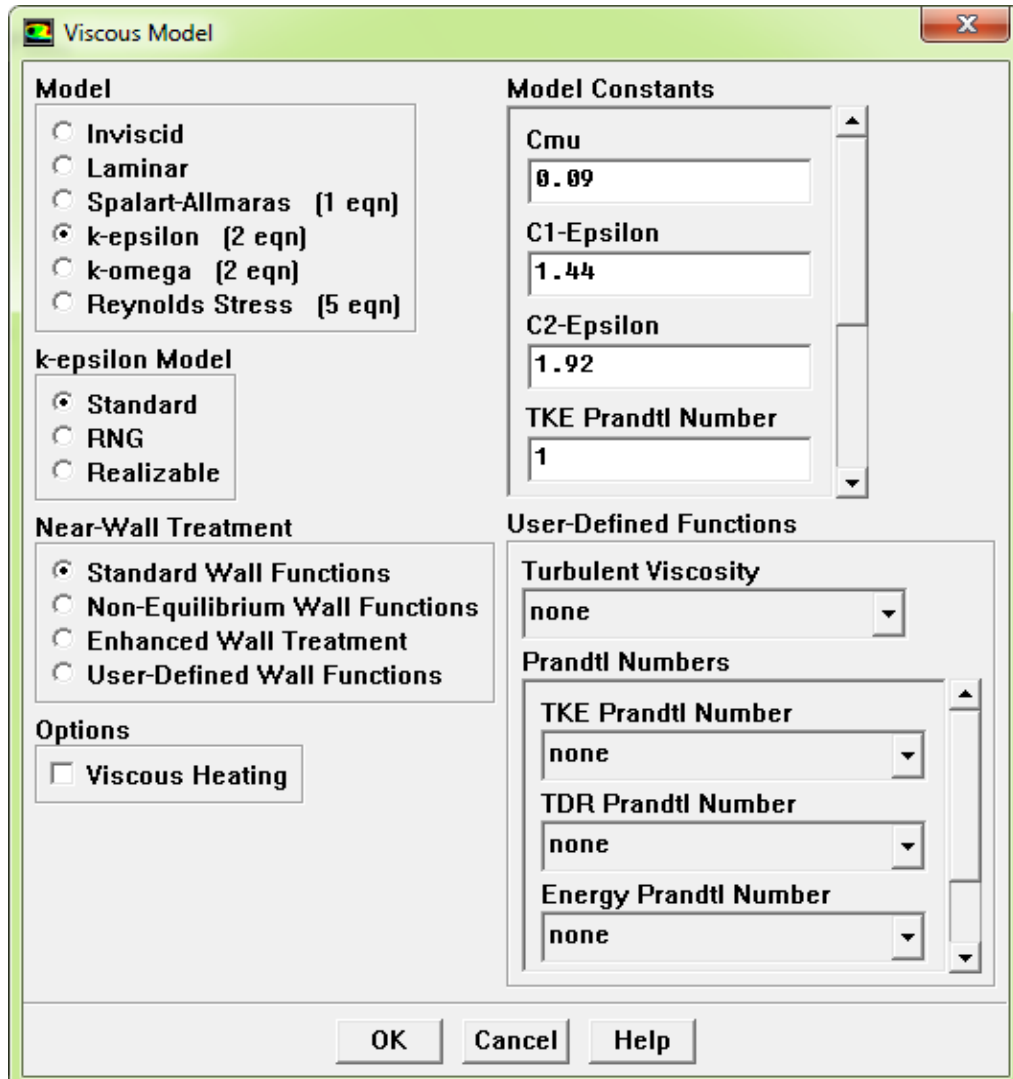 Viscous Model
Model
Inviscid
Laminar
Spalart-Allmaras (1 eqn)
k-epsilon (2 eqn)
k-omega (2 eqn)
Reynolds Stress (5 eqn)
k-epsilon Model
Standard
RNG
Realizable
Near-Wall Treatment
Standard Wall Functions
Non-Equilibrium Wall Functions
Enhanced Wall Treatment
User-Defined Wall Functions
Options
Viscous Heating
Model Constants
Cmu
0.09
C1-Epsilon
1.44
C2-Epsilon
1.92
TKE Prandtl Number
1
User-Defined Functions
Turbulent Viscosity
none
Prandtl Numbers
TKE Prandtl Number
none
TDR Prandtl Number
none
Energy Prandtl Number
none
OK
Cancel
Help